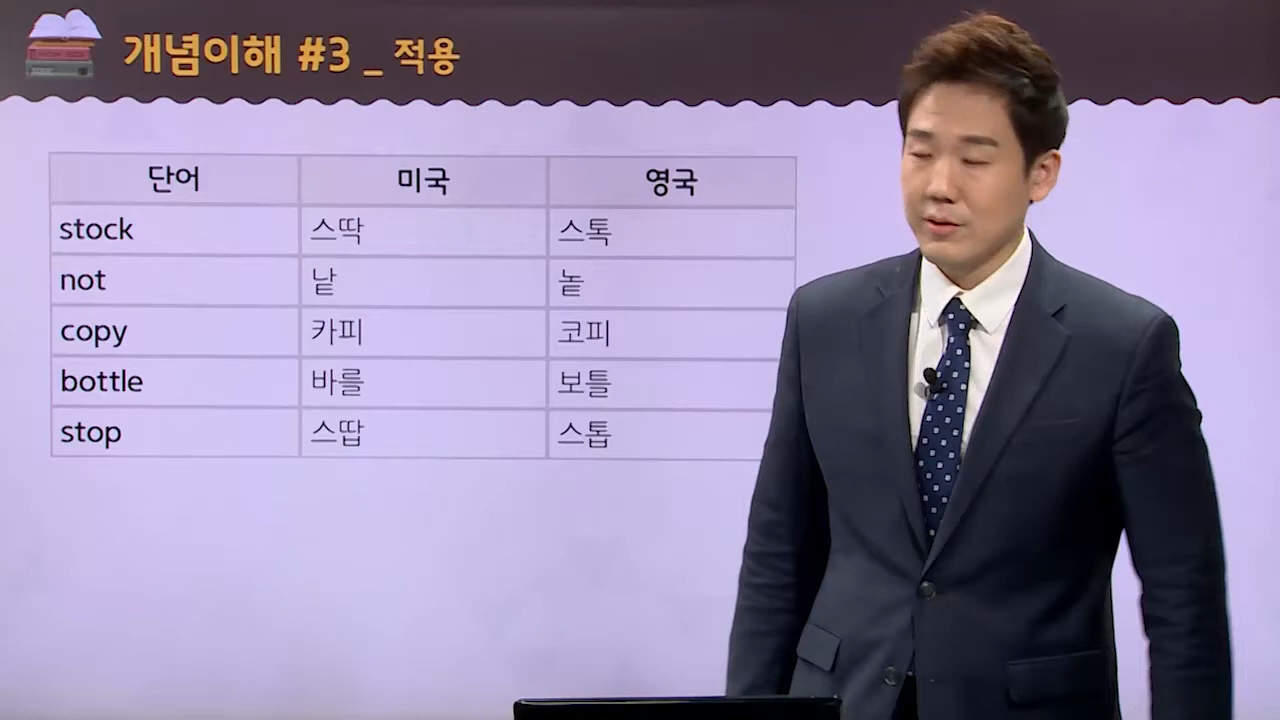 개념이해 #3 _ 적용
단어 미국 영국
stock 스딱 스톡
not 낱 놑
copy 카피 코피
bottle 바를 보틀
stop 스땁 스톱